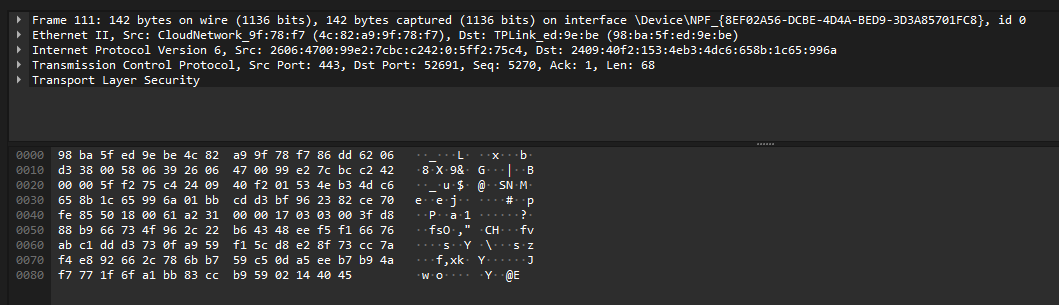 Frame 111: 142 bytes on wire (1136 bits), 142 bytes captured (1136 bits) on interface \Device\NPF_{8EF02A56-DCBE-4D4A-BED9-3D3A85701FC8}, id 0
Ethernet II, Src: CloudNetwork_9f:78:f7 (4c:82:a9:9f:78:f7), Dst: TPLink_ed:9e:be (98:ba:5f:ed:9e:be)
Internet Protocol Version 6, Src: 2606:4700:99e2:7cbc:c242:0:5ff2:75c4, Dst: 2409:40f2:153:4eb3:4dc6:658b:1c65:996a
Transmission Control Protocol, Src Port: 443, Dst Port: 52691, Seq: 5270, Ack: 1, Len: 68
Transport Layer Security
0000 98 ba 5f ed 9e be 4c 82 a9 9f 78 f7 86 dd 62 06 ··_···L· ··x···b·
0010 d3 38 00 58 06 39 26 06 47 00 99 e2 7c bc c2 42 ·8·X·9&· G···|··B
0020 00 00 5f f2 75 c4 24 09 40 f2 01 53 4e b3 4d c6 ··_·u·$· @··SN·M·
0030 65 8b 1c 65 99 6a 01 bb cd d3 bf 96 23 82 ce 70 e··e·j·· ····#··p
0040 fe 85 50 18 00 61 a2 31 00 00 17 03 03 00 3f d8 ··P··a·1 ······?·
0050 88 b9 66 73 4f 96 2c 22 b6 43 48 ee f5 f1 66 76 ··fsO·," ·CH···fv
0060 ab c1 dd d3 73 0f a9 59 f1 5c d8 e2 8f 73 cc 7a ····s··Y ·\···s·z
0070 f4 e8 92 66 2c 78 6b b7 59 c5 0d a5 ee b7 b9 4a ···f,xk· Y······J
0080 f7 77 1f 6f a1 bb 83 cc b9 59 02 14 40 45 ·w·o···· ·Y··@E